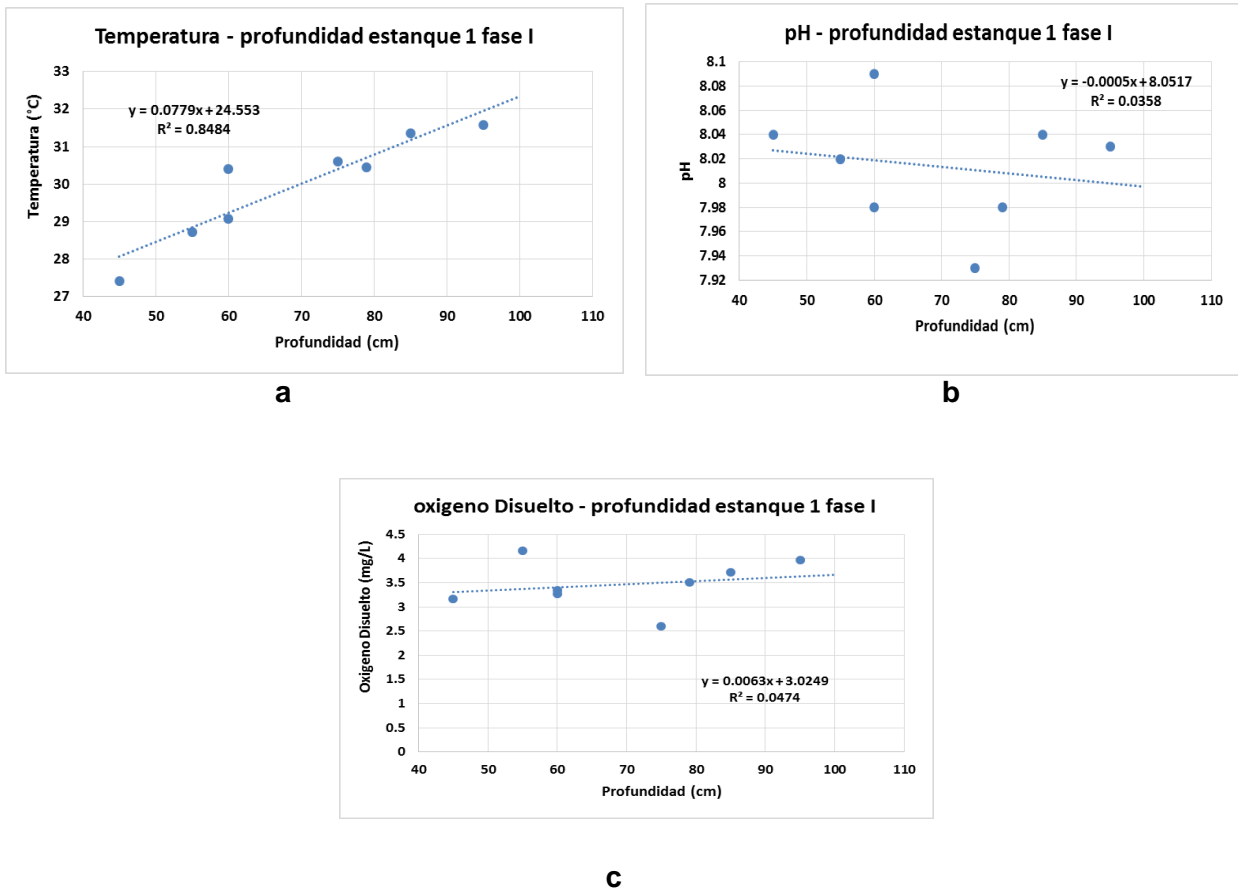 Temperatura - profundidad estanque 1 fase I
33
32
31
30
29
28
27
Temperatura (°C)
y = 0.0779x + 24.553
R² = 0.8484
40 50 60 70 80 90 100 110
Profundidad (cm)
a
pH - profundidad estanque 1 fase I
8.1
8.08
8.06
8.04
8.02
8
7.98
7.96
7.94
7.92
pH
y = -0.0005x + 8.0517
R² = 0.0358
40 50 60 70 80 90 100 110
Profundidad (cm)
b
oxigeno Disuelto - profundidad estanque 1 fase I
4.5
4
3.5
3
2.5
2
1.5
1
0.5
0
Oxigeno Disuelto (mg/L)
y = 0.0063x + 3.0249
R² = 0.0474
40 50 60 70 80 90 100 110
Profundidad (cm)
c